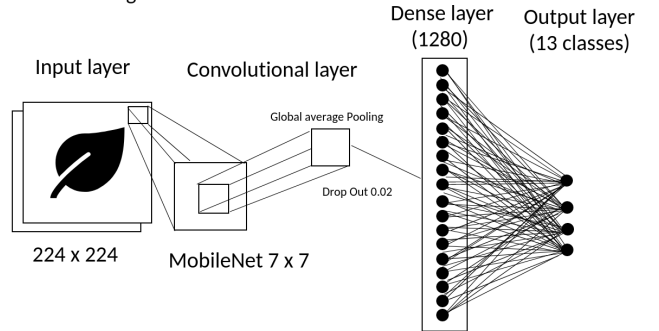 Dense layer
(1280)
Output layer
(13 classes)
Input layer
Convolutional layer
Global average Pooling
Drop Out 0.02
224 x 224
MobileNet 7 x 7